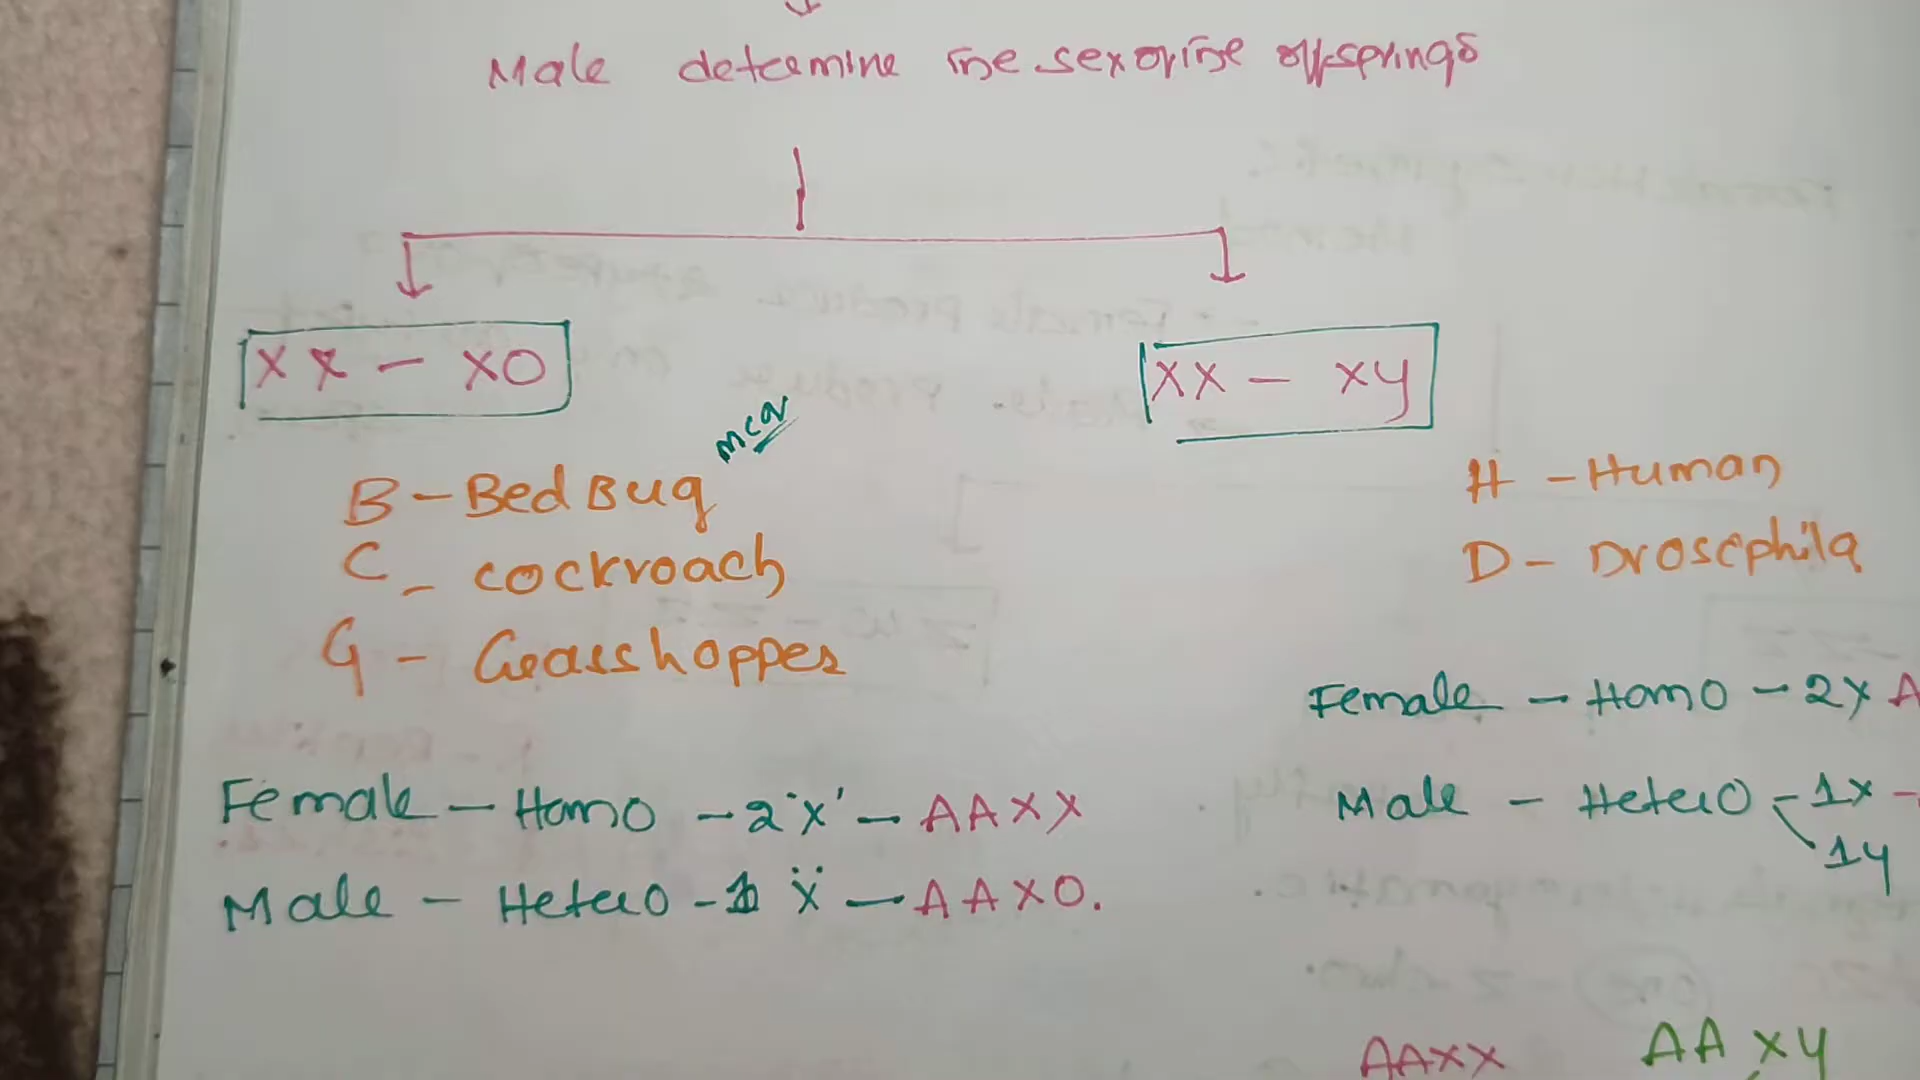 Male determine the sex of the offsprings
XX - XO
XX - XY
mcq
B - Bed Bug
C - cockroach
G - Grasshopper
H - Human
D - Drosophila
Female - Homo - 2X A
Male - Hetero - 1X -
1Y
Female - Homo - 2'X' - AAXX
Male - Hetero - 1 X - AAXO.
AAXX AAXY